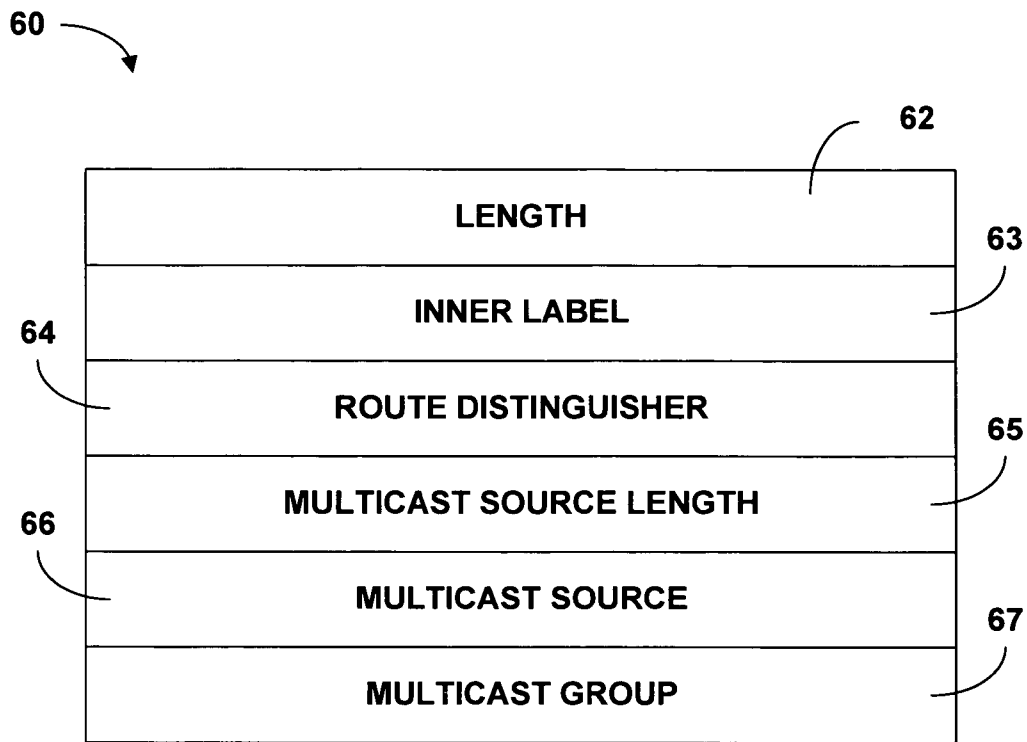 60
62
LENGTH
63
INNER LABEL
64
ROUTE DISTINGUISHER
65
MULTICAST SOURCE LENGTH
66
MULTICAST SOURCE
67
MULTICAST GROUP